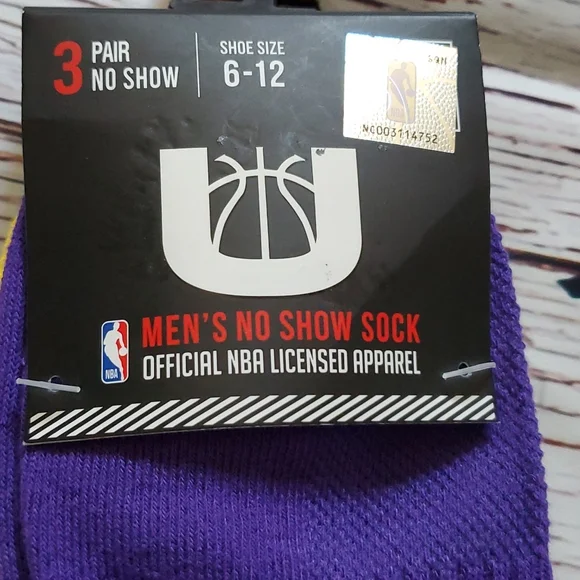 3 PAIR
NO SHOW
SHOE SIZE
6-12
NC003114752
U
MEN'S NO SHOW SOCK
OFFICIAL NBA LICENSED APPAREL
NBA